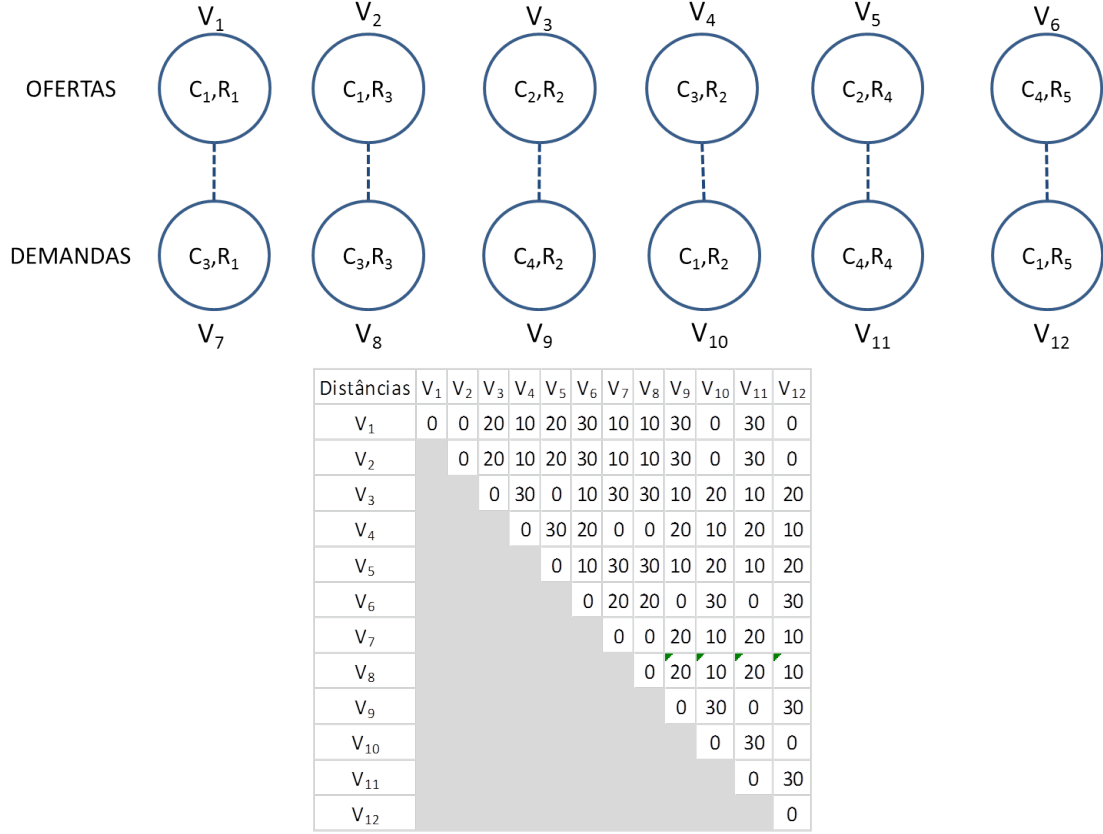 V₁ V₂ V₃ V₄ V₅ V₆
OFERTAS C₁,R₁ C₁,R₃ C₂,R₂ C₃,R₂ C₂,R₄ C₄,R₅
DEMANDAS C₃,R₁ C₃,R₃ C₄,R₂ C₁,R₂ C₄,R₄ C₁,R₅
V₇ V₈ V₉ V₁₀ V₁₁ V₁₂
Distâncias V₁ V₂ V₃ V₄ V₅ V₆ V₇ V₈ V₉ V₁₀ V₁₁ V₁₂
V₁ 0 0 20 10 20 30 10 10 30 0 30 0
V₂ 0 20 10 20 30 10 10 30 0 30 0
V₃ 0 30 0 10 30 30 10 20 10 20
V₄ 0 30 20 0 0 20 10 20 10
V₅ 0 10 30 30 10 20 10 20
V₆ 0 20 20 0 30 0 30
V₇ 0 0 20 10 20 10
V₈ 0 20 10 20 10
V₉ 0 30 0 30
V₁₀ 0 30 0
V₁₁ 0 30
V₁₂ 0